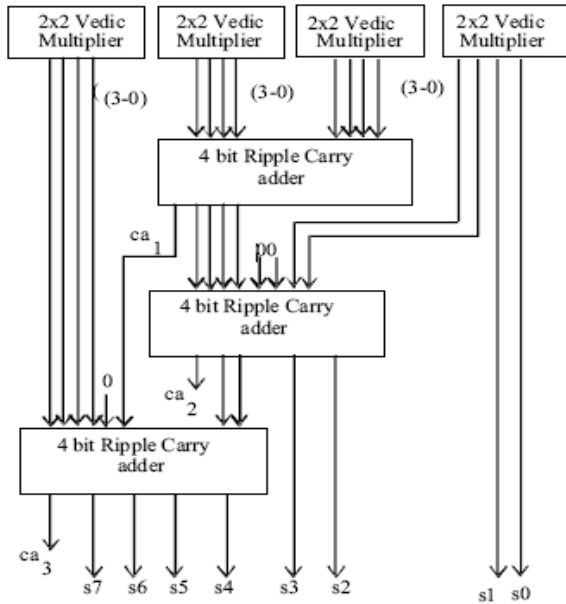 2x2 Vedic
Multiplier
2x2 Vedic
Multiplier
2x2 Vedic
Multiplier
2x2 Vedic
Multiplier
(3-0)
(3-0)
(3-0)
4 bit Ripple Carry
adder
ca 1
00
4 bit Ripple Carry
adder
0
ca 2
4 bit Ripple Carry
adder
ca 3
s7
s6
s5
s4
s3
s2
s1
s0